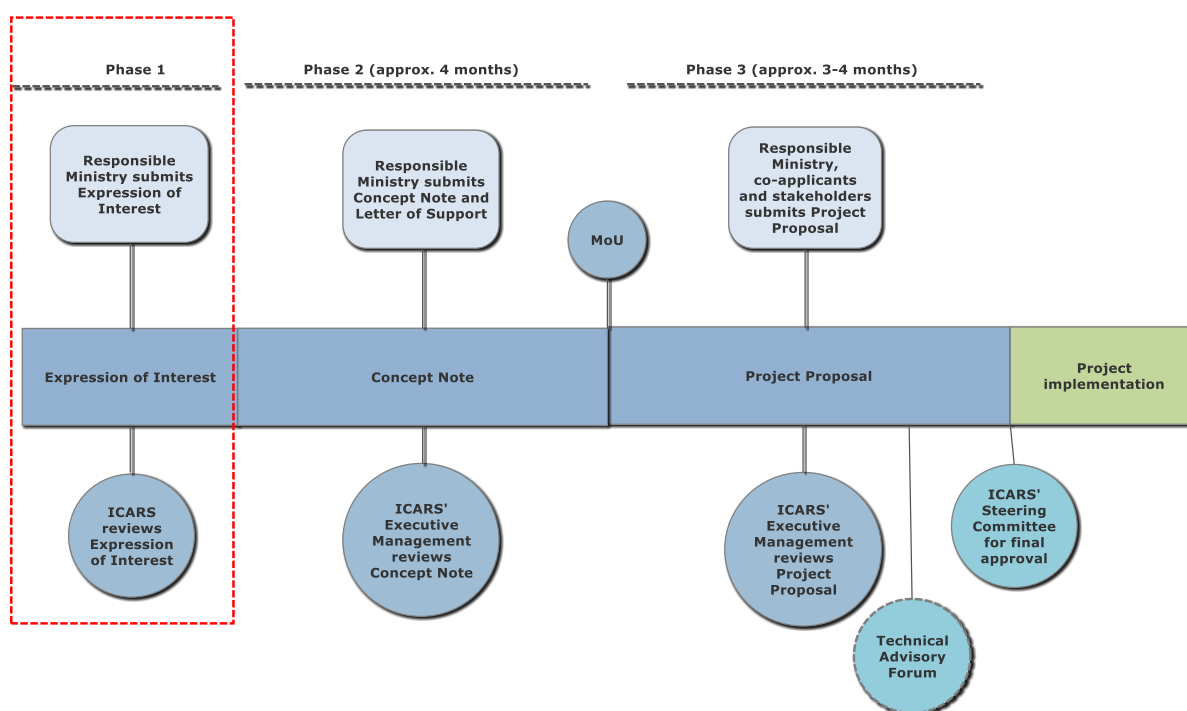 Phase 1
Phase 2 (approx. 4 months)
Phase 3 (approx. 3-4 months)
Responsible
Ministry submits
Expression of
Interest
Responsible
Ministry submits
Concept Note and
Letter of Support
MoU
Responsible
Ministry,
co-applicants
and stakeholders
submits Project
Proposal
Expression of Interest
Concept Note
Project Proposal
Project
implementation
ICARS
reviews
Expression
of Interest
ICARS'
Executive
Management
reviews
Concept Note
ICARS'
Executive
Management
reviews
Project
Proposal
Technical
Advisory
Forum
ICARS'
Steering
Committee
for final
approval